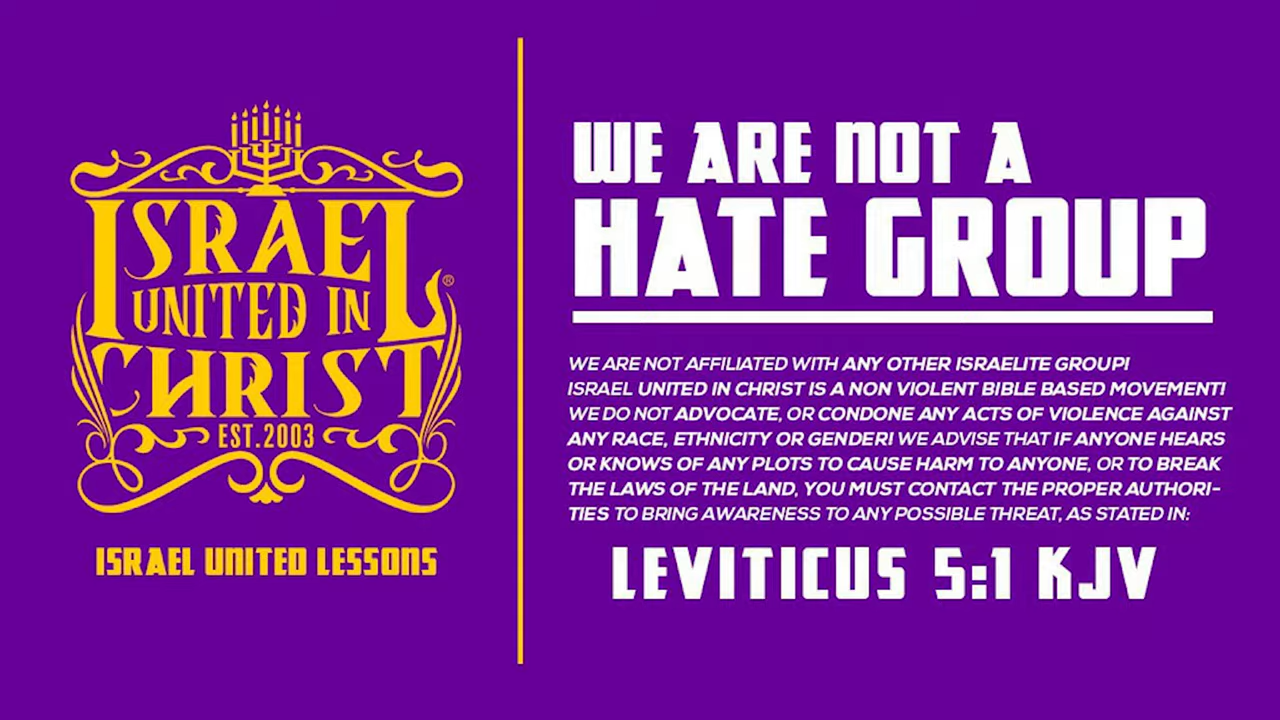 ISRAEL
UNITED IN
CHRIST
EST.2003
ISRAEL UNITED LESSONS
WE ARE NOT A
HATE GROUP
WE ARE NOT AFFILIATED WITH ANY OTHER ISRAELITE GROUP!
ISRAEL UNITED IN CHRIST IS A NON VIOLENT BIBLE BASED MOVEMENT!
WE DO NOT ADVOCATE, OR CONDONE ANY ACTS OF VIOLENCE AGAINST
ANY RACE, ETHNICITY OR GENDER! WE ADVISE THAT IF ANYONE HEARS
OR KNOWS OF ANY PLOTS TO CAUSE HARM TO ANYONE, OR TO BREAK
THE LAWS OF THE LAND, YOU MUST CONTACT THE PROPER AUTHORI-
TIES TO BRING AWARENESS TO ANY POSSIBLE THREAT, AS STATED IN:
LEVITICUS 5:1 KJV